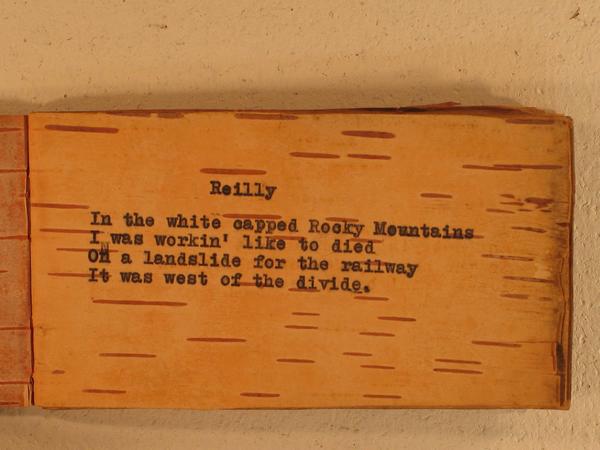 Reilly
In the white capped Rocky Mountains
I was workin' like to died
On a landslide for the railway
It was west of the divide.